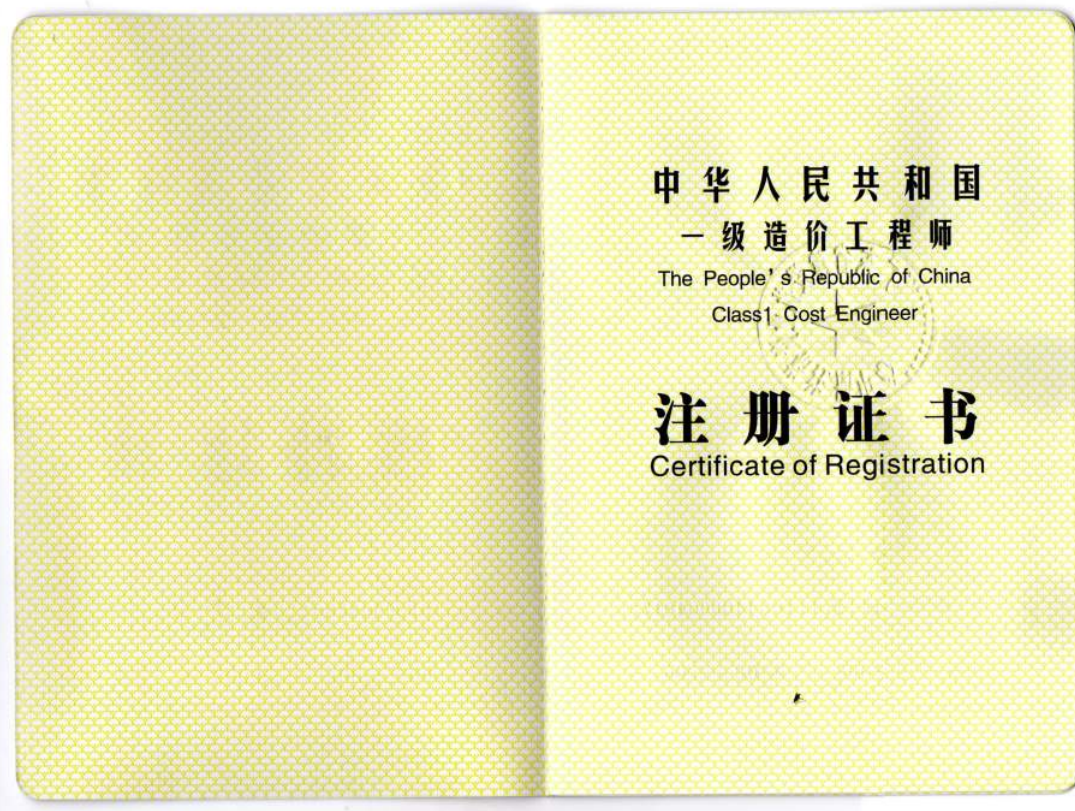 中华人民共和国
一级造价工程师
The People's Republic of China
Class1 Cost Engineer
注册证书
Certificate of Registration